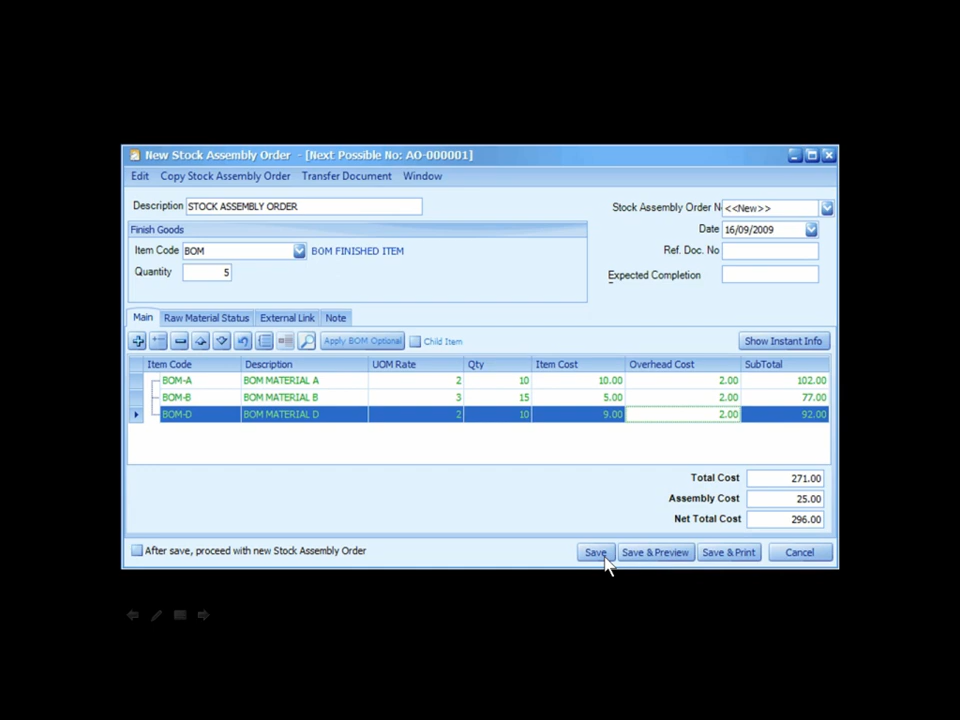 New Stock Assembly Order - [Next Possible No: AO-000001]
Edit Copy Stock Assembly Order Transfer Document Window
Description STOCK ASSEMBLY ORDER
Stock Assembly Order N <<New>>
Finish Goods
Date 16/09/2009
Item Code BOM BOM FINISHED ITEM
Ref. Doc. No
Quantity 5
Expected Completion
Main Raw Material Status External Link Note
Apply BOM Optional Child Item Show Instant Info
Item Code Description UOM Rate Qty Item Cost Overhead Cost SubTotal
BOM-A BOM MATERIAL A 2 10 10.00 2.00 102.00
BOM-B BOM MATERIAL B 3 15 5.00 2.00 77.00
BOM-D BOM MATERIAL D 2 10 9.00 2.00 92.00
Total Cost 271.00
Assembly Cost 25.00
Net Total Cost 296.00
After save, proceed with new Stock Assembly Order Save Save & Preview Save & Print Cancel